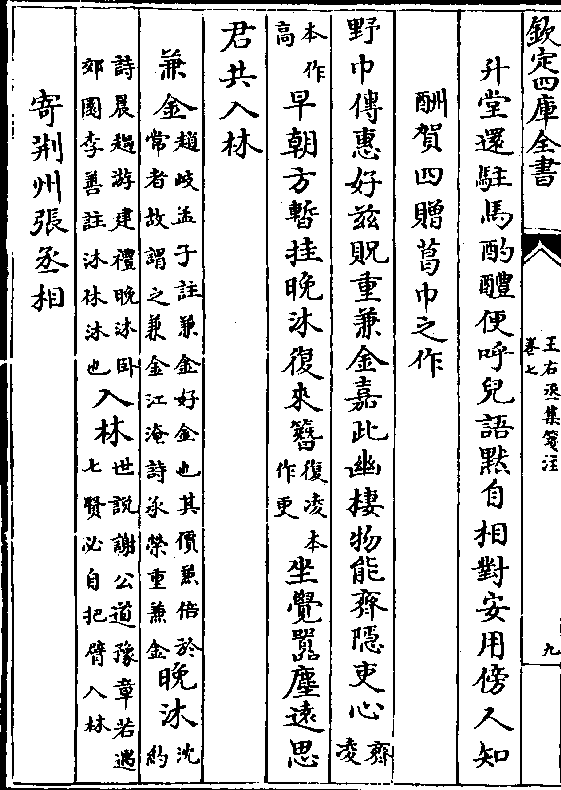 欽定四庫全書
王右丞集箋注
卷七
九
升堂還駐馬酌醴便呼兒語默自相對安用傍人知
酬賀四贈葛巾之作
野巾傳惠好茲貺重兼金嘉此幽棲物能齊隱吏心齊凌
本作高早朝方暫挂晚沐復來簪復凌本作更坐覺囂塵遠思
君共入林
兼金趙岐孟子註兼金好金也其價兼倍於常者故謂之兼金江淹詩承榮重兼金晚沐沈約
詩晨趨游建禮晚沐卧郊園李善註沐休沐也入林世説謝公道豫章若遇七賢必自把臂入林
寄荆州張丞相